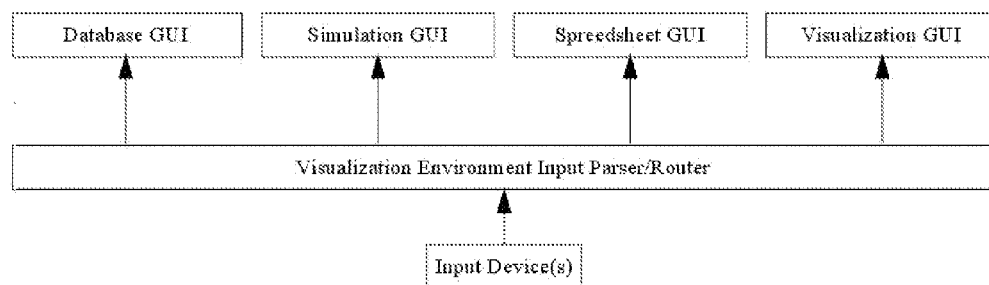 Database GUI
Simulation GUI
Spreedsheet GUI
Visualization GUI
Visualization Environment Input Parser/Router
Input Device(s)